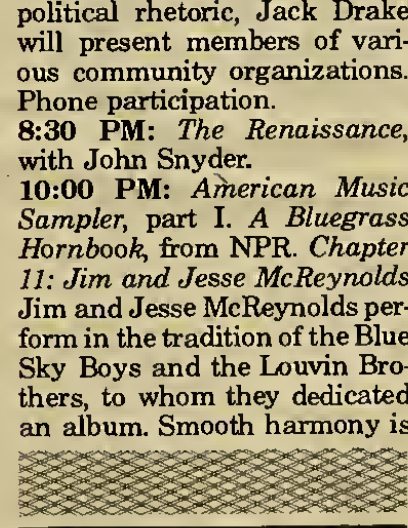 political rhetoric, Jack Drake
will present members of vari-
ous community organizations.
Phone participation.
8:30 PM: The Renaissance,
with John Snyder.
10:00 PM: American Music
Sampler, part I. A Bluegrass
Hornbook, from NPR. Chapter
11: Jim and Jesse McReynolds
Jim and Jesse McReynolds per-
form in the tradition of the Blue
Sky Boys and the Louvin Bro-
thers, to whom they dedicated
an album. Smooth harmony is